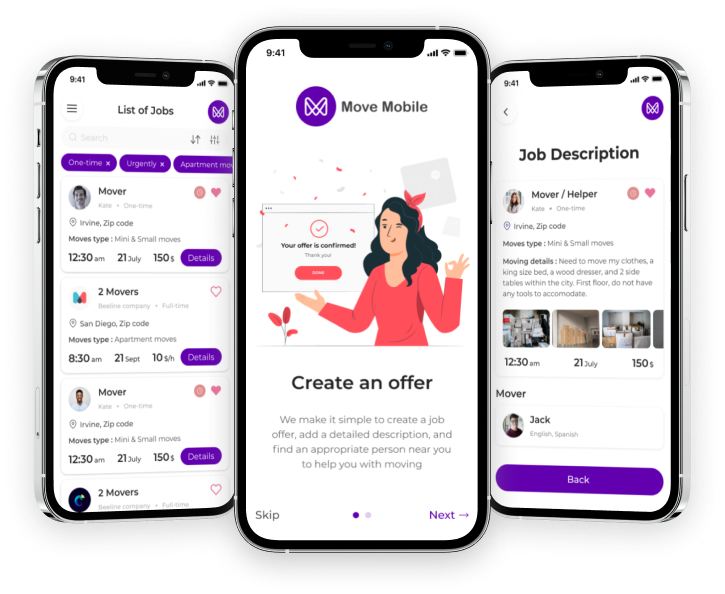 9:41
List of Jobs
Search
One-time ×
Urgently ×
Apartment mo
Mover
Kate • One-time
Irvine, Zip code
Moves type : Mini & Small moves
12:30 am 21 July 150 $ Details
2 Movers
Beeline company • Full-time
San Diego, Zip code
Moves type : Apartment moves
8:30 am 21 Sept 10 $/h Details
Mover
Kate • One-time
Irvine, Zip code
Moves type : Mini & Small moves
12:30 am 21 July 150 $ Details
2 Movers
Beeline company • Full-time
9:41
Move Mobile
Your offer is confirmed!
Thank you!
DONE
Create an offer
We make it simple to create a job
offer, add a detailed description, and
find an appropriate person near you
to help you with moving
Skip
Next →
9:41
Job Description
Mover / Helper
Kate • One-time
Irvine, Zip code
Moves type : Mini & Small moves
Moving details : Need to move my clothes, a
king size bed, a wood dresser, and 2 side
tables within the city. First floor, do not have
any tools to accomodate.
12:30 am 21 July 150 $
Mover
Jack
English, Spanish
Back